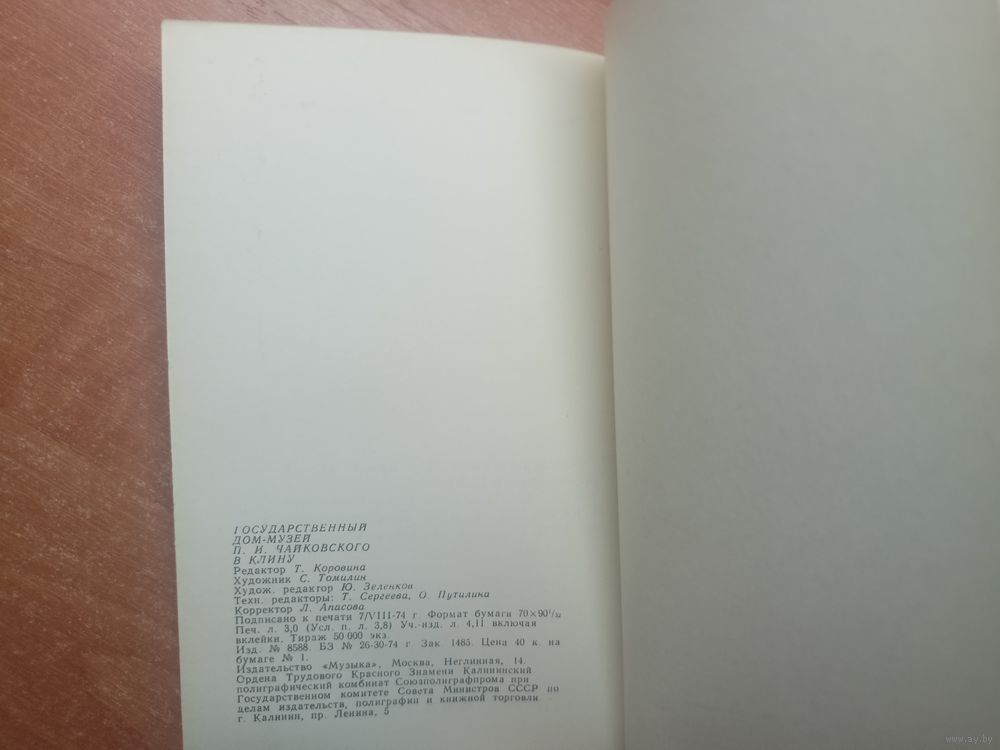 ГОСУДАРСТВЕННЫЙ
ДОМ-МУЗЕЙ
П. И. ЧАЙКОВСКОГО
В КЛИНУ
Редактор Т. Коровина
Художник С. Томилин
Худож. редактор Ю. Зеленков
Техн. редакторы: Т. Сергеева, О. Путилина
Корректор Л. Апасова
Подписано к печати 7/VIII-74 г. Формат бумаги 70×90¹/₃₂
Печ. л. 3,0 (Усл. п. л. 3,8) Уч.-изд. л. 4,11 включая
вклейки. Тираж 50 000 экз.
Изд. № 8588. БЗ № 26-30-74 г. Зак. 1485. Цена 40 к. на
бумаге № 1.
Издательство «Музыка», Москва, Неглинная, 14.
Ордена Трудового Красного Знамени Калининский
полиграфический комбинат Союзполиграфпрома при
Государственном комитете Совета Министров СССР по
делам издательств, полиграфии и книжной торговли
г. Калинин, пр. Ленина, 5
www.ay.by